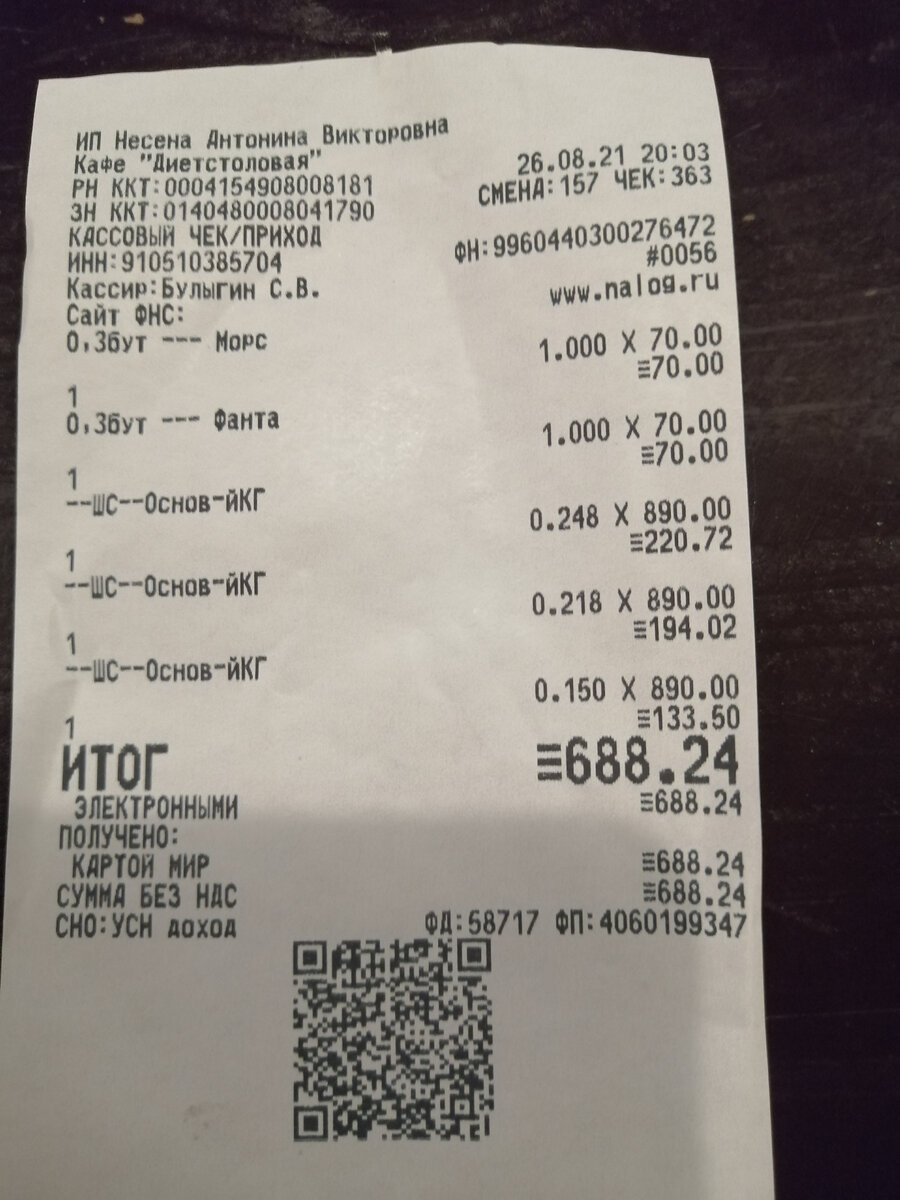 ИП Несена Антонина Викторовна
Кафе "Диетстоловая" 26.08.21 20:03
РН ККТ:0004154908008181 СМЕНА:157 ЧЕК:363
ЗН ККТ:0140480008041790
КАССОВЫЙ ЧЕК/ПРИХОД ФН:9960440300276472
ИНН:910510385704 #0056
Кассир:Булыгин С.В. www.nalog.ru
Сайт ФНС:
0,3бут --- Морс 1.000 X 70.00
≡70.00
1
0,3бут --- Фанта 1.000 X 70.00
≡70.00
1
--ШС--Основ-йКГ 0.248 X 890.00
≡220.72
1
--ШС--Основ-йКГ 0.218 X 890.00
≡194.02
1
--ШС--Основ-йКГ 0.150 X 890.00
≡133.50
1
ИТОГ ≡688.24
ЭЛЕКТРОННЫМИ ≡688.24
ПОЛУЧЕНО:
КАРТОЙ МИР ≡688.24
СУММА БЕЗ НДС ≡688.24
СНО:УСН доход ФД:58717 ФП:4060199347